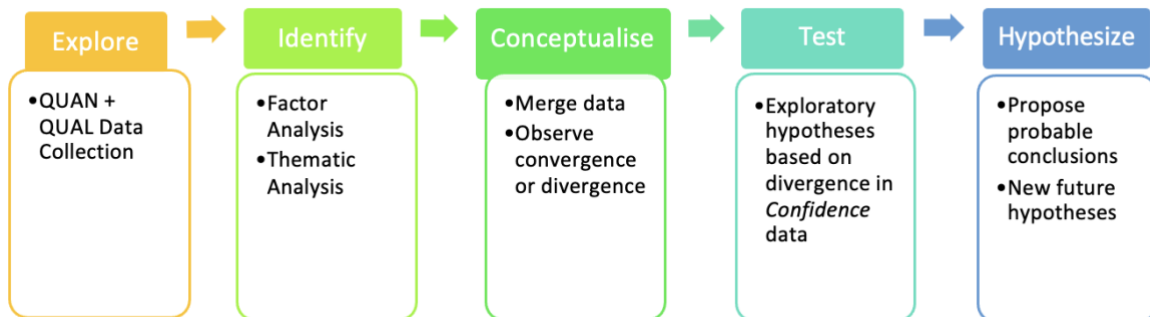 Explore
Identify
Conceptualise
Test
Hypothesize
•QUAN +
QUAL Data
Collection
•Factor
Analysis
•Thematic
Analysis
•Merge data
•Observe
convergence
or divergence
•Exploratory
hypotheses
based on
divergence in
Confidence
data
•Propose
probable
conclusions
•New future
hypotheses